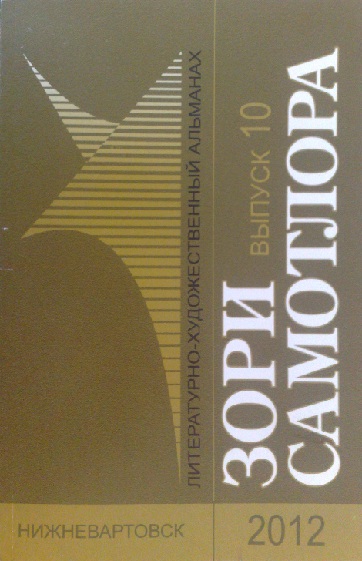 ЛИТЕРАТУРНО-ХУДОЖЕСТВЕННЫЙ АЛЬМАНАХ
ЗОРИ
ВЫПУСК 10
САМОТЛОРА
НИЖНЕВАРТОВСК
2012